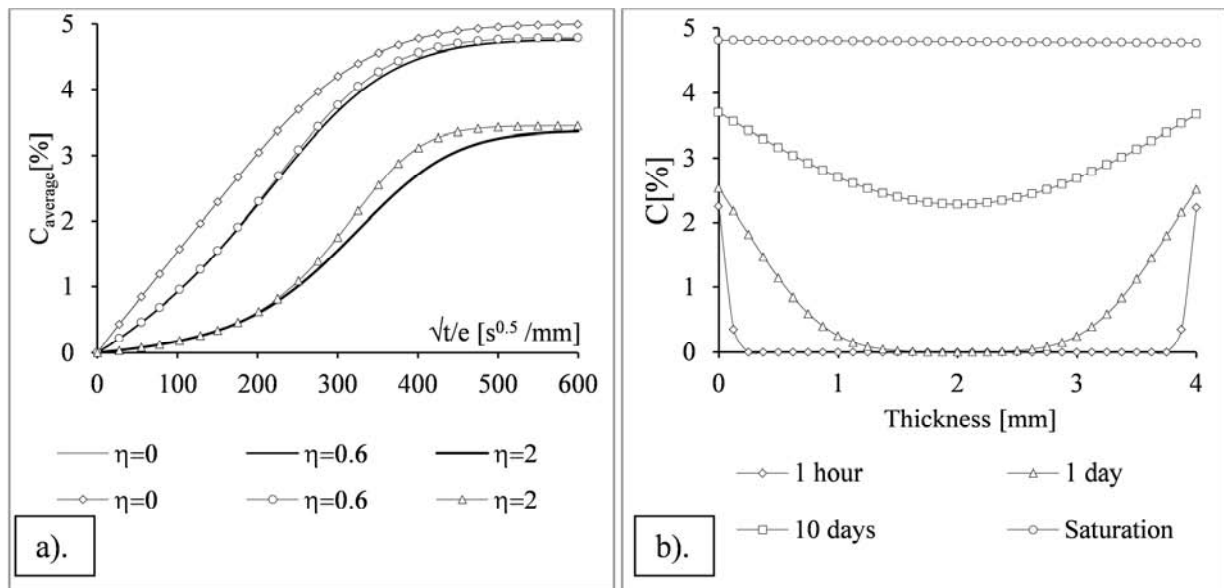 5
4
3
2
1
0
C_average[%]
√t/e [s^0.5 /mm]
0 100 200 300 400 500 600
η=0 η=0.6 η=2
η=0 η=0.6 η=2
a).
5
4
3
2
1
0
C[%]
0 1 2 3 4
Thickness [mm]
1 hour 1 day
10 days Saturation
b).